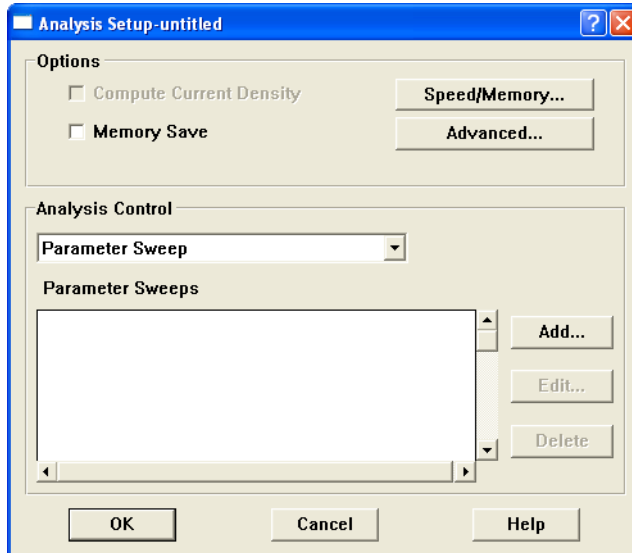 Analysis Setup-untitled
Options
Compute Current Density
Speed/Memory...
Memory Save
Advanced...
Analysis Control
Parameter Sweep
Parameter Sweeps
Add...
Edit...
Delete
OK
Cancel
Help